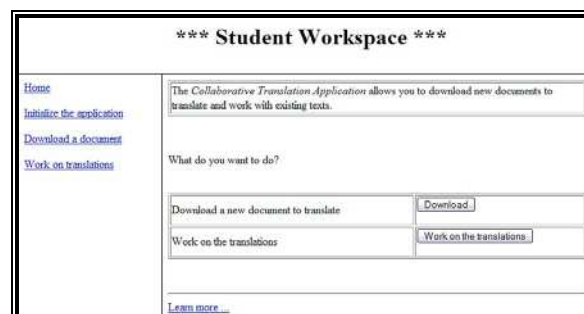 *** Student Workspace ***
Home
Initialize the application
Download a document
Work on translations
The Collaborative Translation Application allows you to download new documents to
translate and work with existing texts.
What do you want to do?
Download a new document to translate
Download
Work on the translations
Work on the translations
Learn more ...